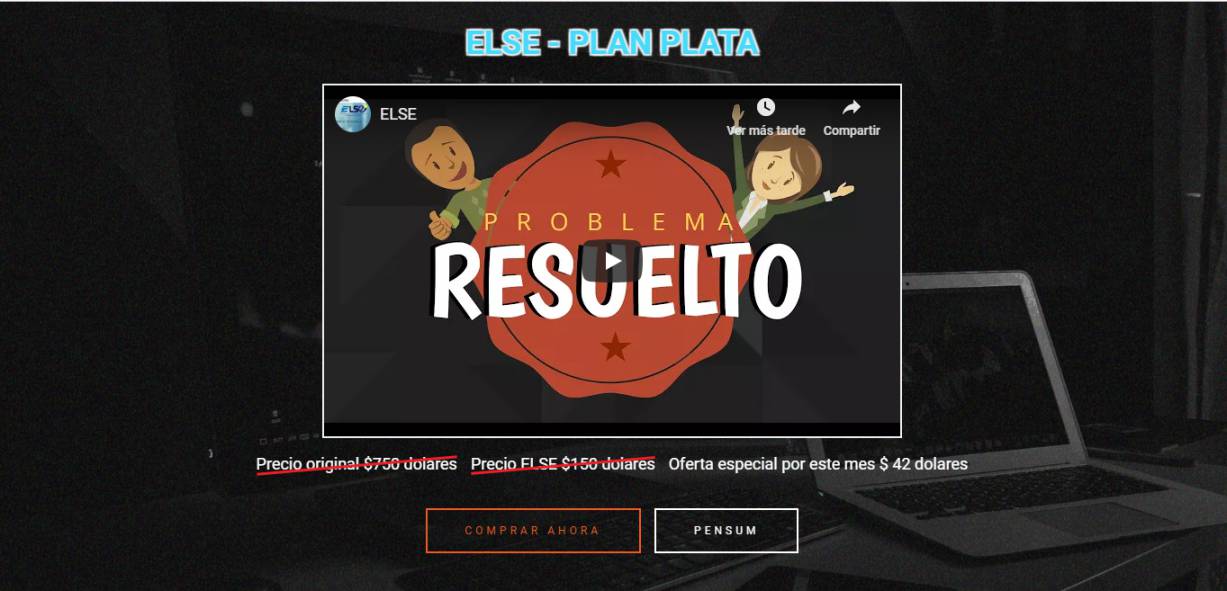 ELSE - PLAN PLATA
ELSE
ELSE
Ver más tarde
Compartir
PROBLEMA
RESUELTO
Precio original $750 dolares Precio ELSE $150 dolares Oferta especial por este mes $ 42 dolares
COMPRAR AHORA
PENSUM